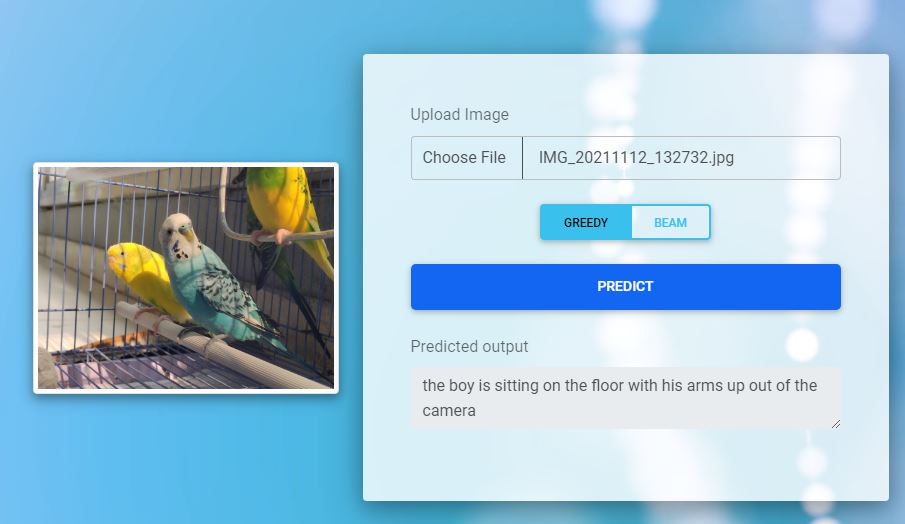 Upload Image
Choose File IMG_20211112_132732.jpg
GREEDY BEAM
PREDICT
Predicted output
the boy is sitting on the floor with his arms up out of the
camera